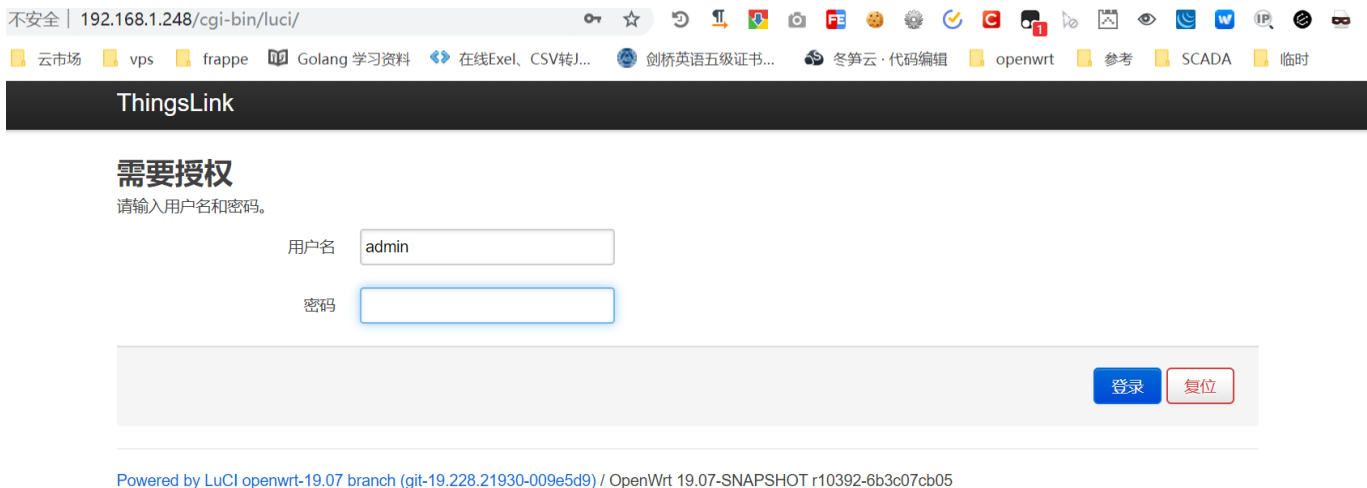 不安全 192.168.1.248/cgi-bin/luci/
FE C 1 W IP
云市场 vps frappe Golang 学习资料 在线Exel、CSV转J... 剑桥英语五级证书... 冬笋云 · 代码编辑 openwrt 参考 SCADA 临时
ThingsLink
需要授权
请输入用户名和密码。
用户名 admin
密码
登录 复位
Powered by LuCI openwrt-19.07 branch (git-19.228.21930-009e5d9) / OpenWrt 19.07-SNAPSHOT r10392-6b3c07cb05